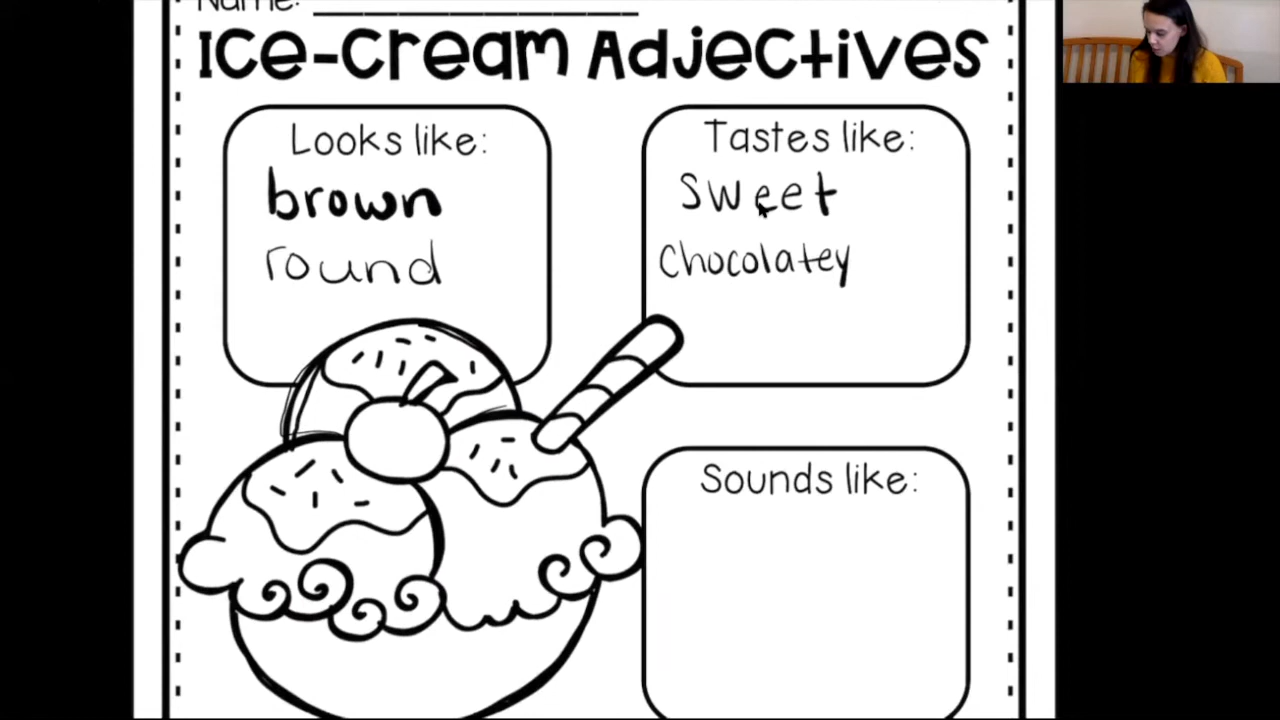 Name:
Ice-Cream Adjectives
Looks like:
brown
round
Tastes like:
sweet
Chocolatey
Sounds like: